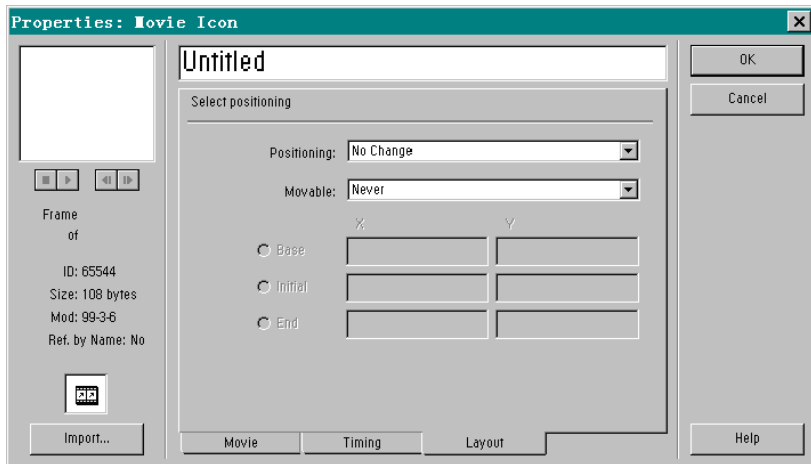 Properties: Movie Icon
Untitled
OK
Cancel
Select positioning
Positioning: No Change
Movable: Never
X Y
Base
Initial
End
Frame
of
ID: 65544
Size: 108 bytes
Mod: 99-3-6
Ref. by Name: No
Import...
Movie Timing Layout
Help